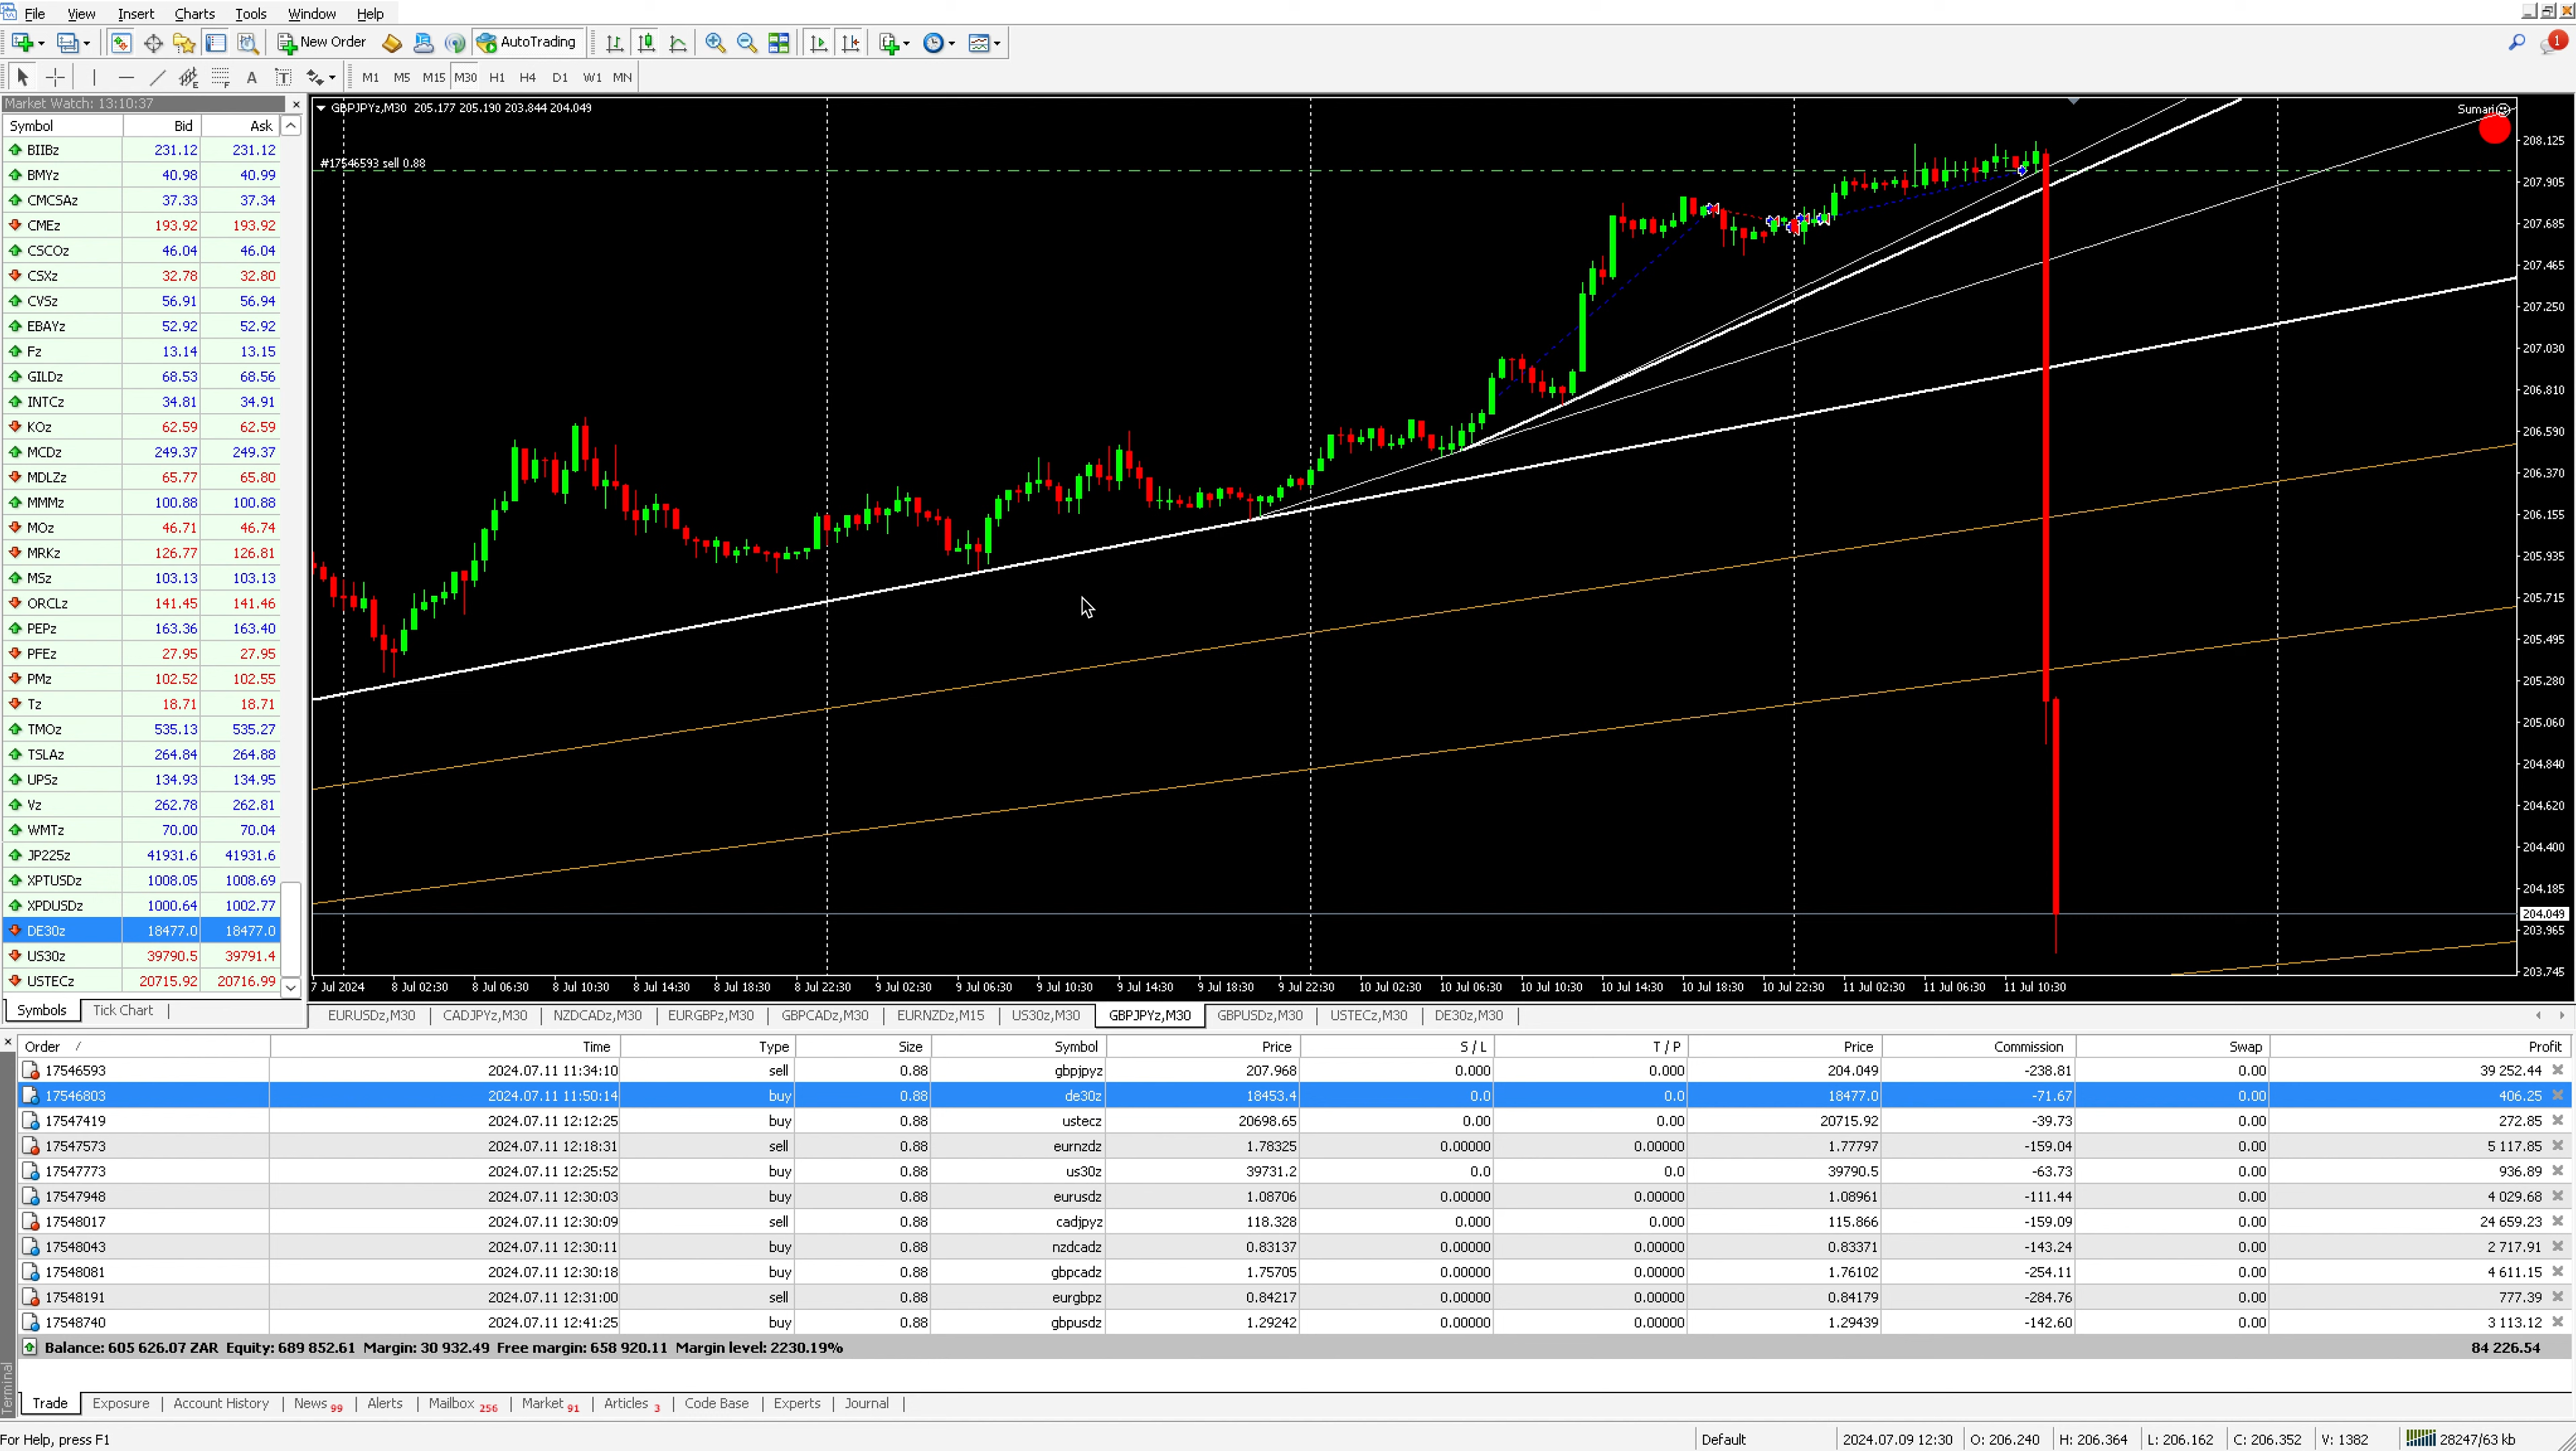 File View Insert Charts Tools Window Help
New Order AutoTrading 1
A T M1 M5 M15 M30 H1 H4 D1 W1 MN
Market Watch: 13:10:37
Symbol Bid Ask
BIIBz 231.12 231.12
BMYz 40.98 40.99
CMCSAz 37.33 37.34
CMEz 193.92 193.92
CSCOz 46.04 46.04
CSXz 32.78 32.80
CVSz 56.91 56.94
EBAYz 52.92 52.92
Fz 13.14 13.15
GILDz 68.53 68.56
INTCz 34.81 34.91
KOz 62.59 62.59
MCDz 249.37 249.37
MDLZz 65.77 65.80
MMMz 100.88 100.88
MOz 46.71 46.74
MRKz 126.77 126.81
MSz 103.13 103.13
ORCLz 141.45 141.46
PEPz 163.36 163.40
PFEz 27.95 27.95
PMz 102.52 102.55
Tz 18.71 18.71
TMOz 535.13 535.27
TSLAz 264.84 264.88
UPSz 134.93 134.95
Vz 262.78 262.81
WMTz 70.00 70.04
JP225z 41931.6 41931.6
XPTUSDz 1008.05 1008.69
XPDUSDz 1000.64 1002.77
DE30z 18477.0 18477.0
US30z 39790.5 39791.4
USTECz 20715.92 20716.99
Symbols Tick Chart
GBPJPYz,M30 205.177 205.190 203.844 204.049
Sumari
#17546593 sell 0.88
208.125
207.905
207.685
207.465
207.250
207.030
206.810
206.590
206.370
206.155
205.935
205.715
205.495
205.280
205.060
204.840
204.620
204.400
204.185
204.049
203.965
203.745
7 Jul 2024 8 Jul 02:30 8 Jul 06:30 8 Jul 10:30 8 Jul 14:30 8 Jul 18:30 8 Jul 22:30 9 Jul 02:30 9 Jul 06:30 9 Jul 10:30 9 Jul 14:30 9 Jul 18:30 9 Jul 22:30 10 Jul 02:30 10 Jul 06:30 10 Jul 10:30 10 Jul 14:30 10 Jul 18:30 10 Jul 22:30 11 Jul 02:30 11 Jul 06:30 11 Jul 10:30
EURUSDz,M30 CADJPYz,M30 NZDCADz,M30 EURGBPz,M30 GBPCADz,M30 EURNZDz,M15 US30z,M30 GBPJPYz,M30 GBPUSDz,M30 USTECz,M30 DE30z,M30
Order / Time Type Size Symbol Price S / L T / P Price Commission Swap Profit
17546593 2024.07.11 11:34:10 sell 0.88 gbpjpyz 207.968 0.000 0.000 204.049 -238.81 0.00 39 252.44
17546803 2024.07.11 11:50:14 buy 0.88 de30z 18453.4 0.0 0.0 18477.0 -71.67 0.00 406.25
17547419 2024.07.11 12:12:25 buy 0.88 ustecz 20698.65 0.00 0.00 20715.92 -39.73 0.00 272.85
17547573 2024.07.11 12:18:31 sell 0.88 eurnzdz 1.78325 0.00000 0.00000 1.77797 -159.04 0.00 5 117.85
17547773 2024.07.11 12:25:52 buy 0.88 us30z 39731.2 0.0 0.0 39790.5 -63.73 0.00 936.89
17547948 2024.07.11 12:30:03 buy 0.88 eurusdz 1.08706 0.00000 0.00000 1.08961 -111.44 0.00 4 029.68
17548017 2024.07.11 12:30:09 sell 0.88 cadjpyz 118.328 0.000 0.000 115.866 -159.09 0.00 24 659.23
17548043 2024.07.11 12:30:11 buy 0.88 nzdcadz 0.83137 0.00000 0.00000 0.83371 -143.24 0.00 2 717.91
17548081 2024.07.11 12:30:18 buy 0.88 gbpcadz 1.75705 0.00000 0.00000 1.76102 -254.11 0.00 4 611.15
17548191 2024.07.11 12:31:00 sell 0.88 eurgbpz 0.84217 0.00000 0.00000 0.84179 -284.76 0.00 777.39
17548740 2024.07.11 12:41:25 buy 0.88 gbpusdz 1.29242 0.00000 0.00000 1.29439 -142.60 0.00 3 113.12
Balance: 605 626.07 ZAR Equity: 689 852.61 Margin: 30 932.49 Free margin: 658 920.11 Margin level: 2230.19% 84 226.54
Terminal
Trade Exposure Account History News 99 Alerts Mailbox 256 Market 91 Articles 3 Code Base Experts Journal
For Help, press F1 Default 2024.07.09 12:30 O: 206.240 H: 206.364 L: 206.162 C: 206.352 V: 1382 28247/63 kb